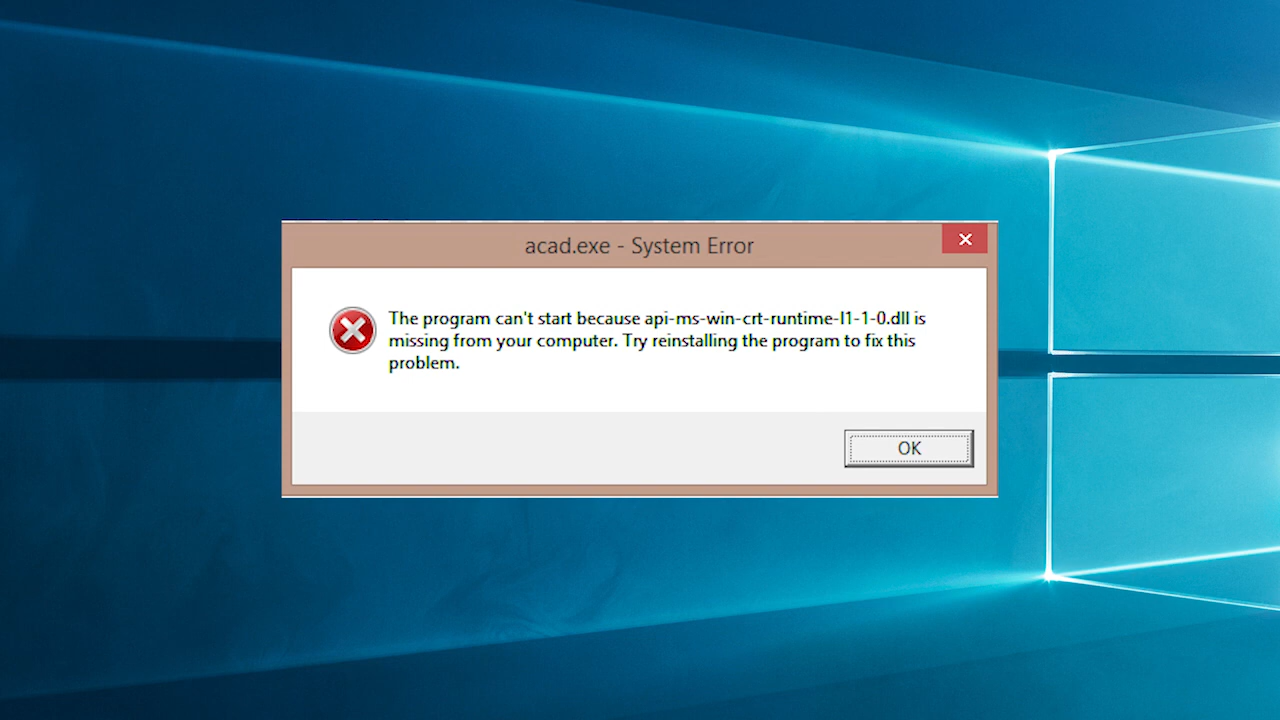 acad.exe - System Error
The program can't start because api-ms-win-crt-runtime-l1-1-0.dll is
missing from your computer. Try reinstalling the program to fix this
problem.
OK